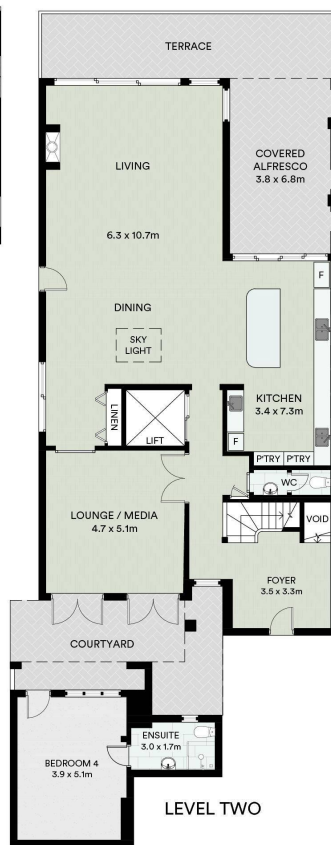 TERRACE
LIVING
COVERED
ALFRESCO
3.8 x 6.8m
6.3 x 10.7m
F
DINING
SKY
LIGHT
KITCHEN
3.4 x 7.3m
LINEN
LIFT
F
P'TRY P'TRY
WC
LOUNGE / MEDIA
4.7 x 5.1m
VOID
FOYER
3.5 x 3.3m
COURTYARD
ENSUITE
3.0 x 1.7m
BEDROOM 4
3.9 x 5.1m
LEVEL TWO